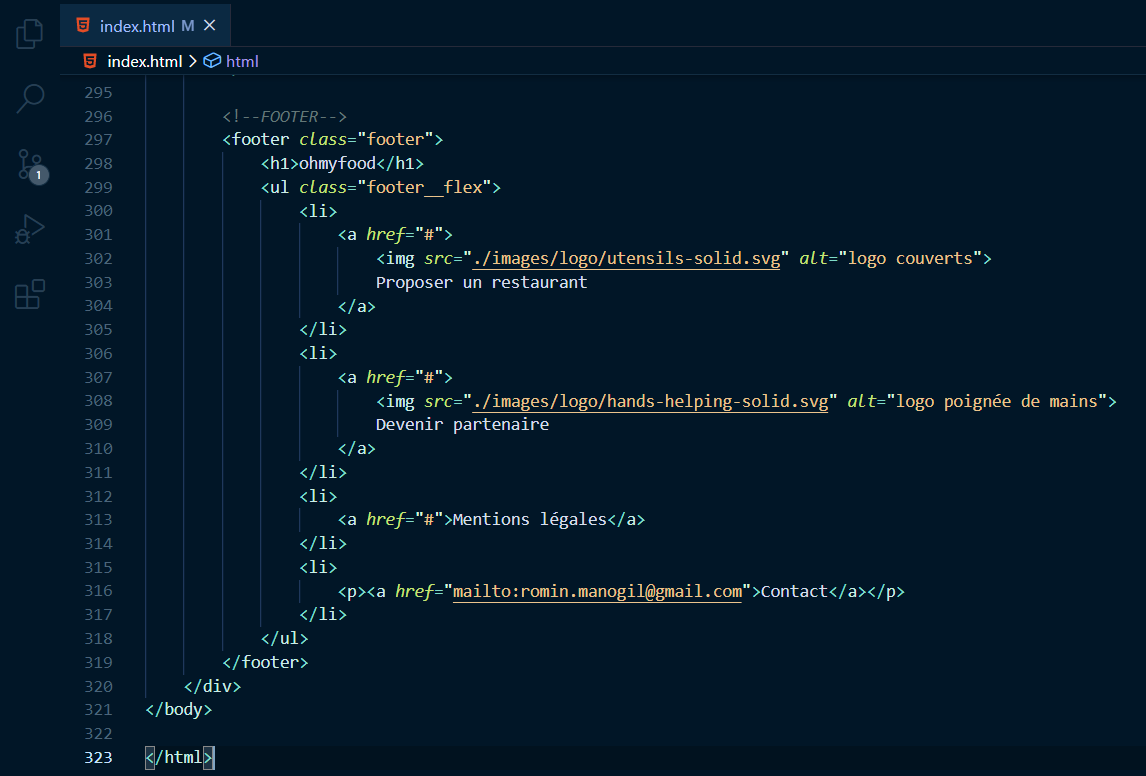 index.html M
index.html > html
1
295
296 <!--FOOTER-->
297 <footer class="footer">
298 <h1>ohmyfood</h1>
299 <ul class="footer__flex">
300 <li>
301 <a href="#">
302 <img src="./images/logo/utensils-solid.svg" alt="logo couverts">
303 Proposer un restaurant
304 </a>
305 </li>
306 <li>
307 <a href="#">
308 <img src="./images/logo/hands-helping-solid.svg" alt="logo poignée de mains">
309 Devenir partenaire
310 </a>
311 </li>
312 <li>
313 <a href="#">Mentions légales</a>
314 </li>
315 <li>
316 <p><a href="mailto:romin.manogil@gmail.com">Contact</a></p>
317 </li>
318 </ul>
319 </footer>
320 </div>
321 </body>
322
323 </html>